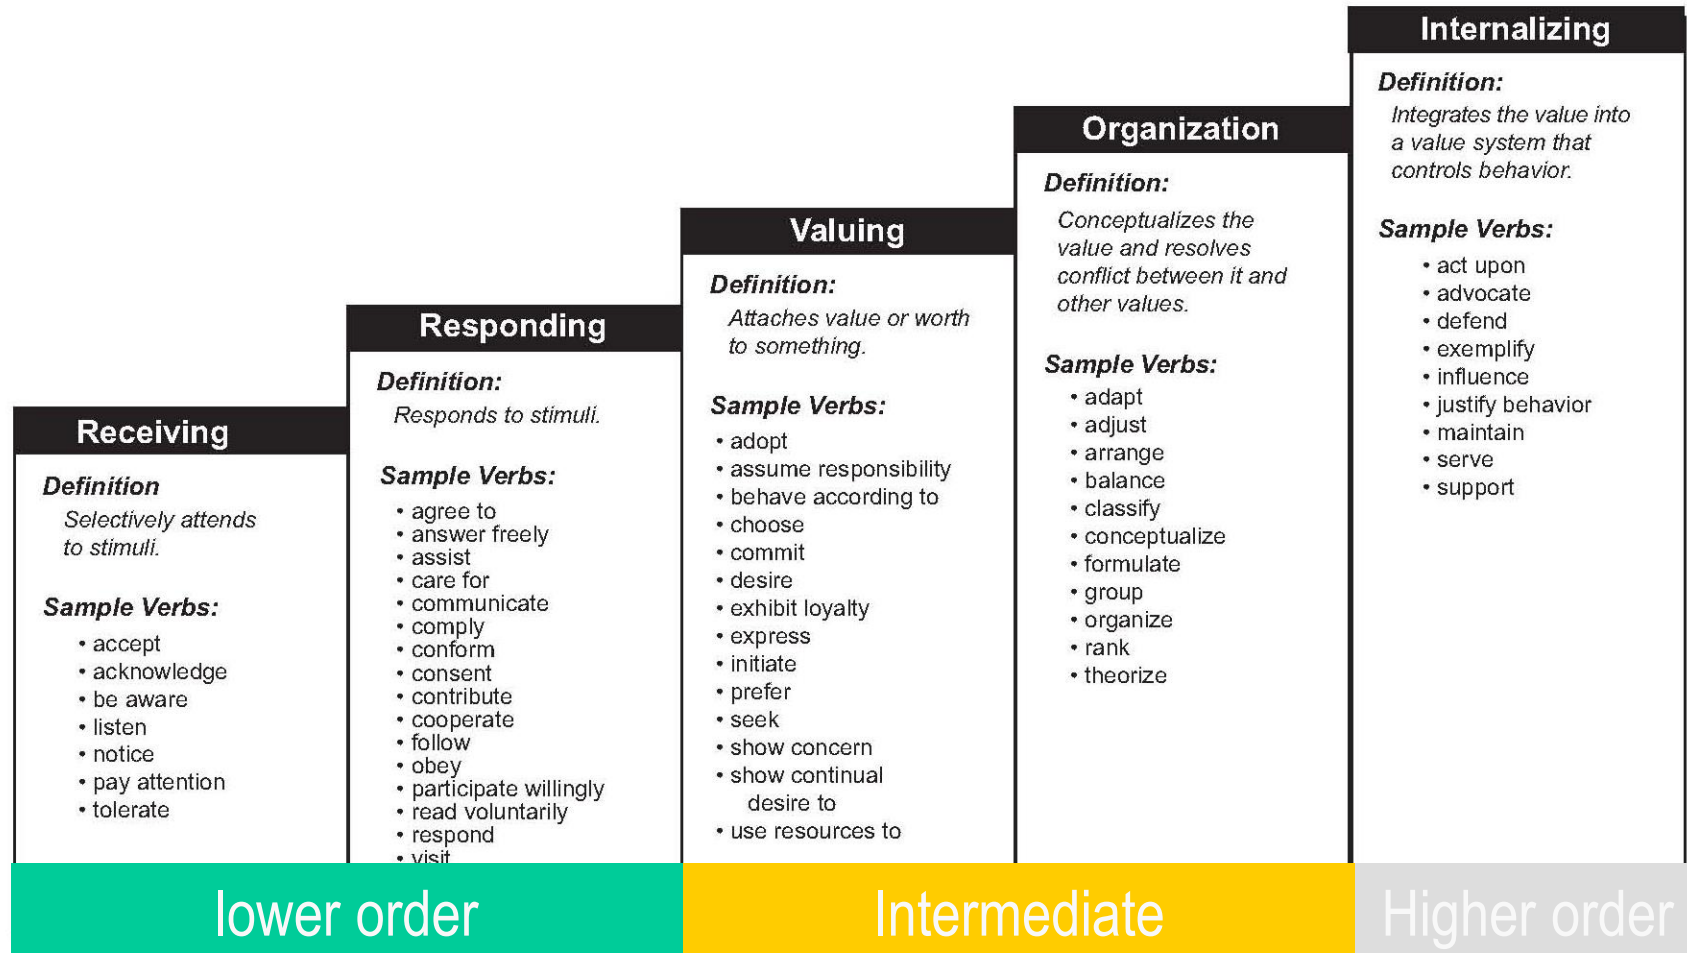 Receiving
Definition
Selectively attends
to stimuli.
Sample Verbs:
• accept
• acknowledge
• be aware
• listen
• notice
• pay attention
• tolerate
Responding
Definition:
Responds to stimuli.
Sample Verbs:
• agree to
• answer freely
• assist
• care for
• communicate
• comply
• conform
• consent
• contribute
• cooperate
• follow
• obey
• participate willingly
• read voluntarily
• respond
• visit
Valuing
Definition:
Attaches value or worth
to something.
Sample Verbs:
• adopt
• assume responsibility
• behave according to
• choose
• commit
• desire
• exhibit loyalty
• express
• initiate
• prefer
• seek
• show concern
• show continual
desire to
• use resources to
Organization
Definition:
Conceptualizes the
value and resolves
conflict between it and
other values.
Sample Verbs:
• adapt
• adjust
• arrange
• balance
• classify
• conceptualize
• formulate
• group
• organize
• rank
• theorize
Internalizing
Definition:
Integrates the value into
a value system that
controls behavior.
Sample Verbs:
• act upon
• advocate
• defend
• exemplify
• influence
• justify behavior
• maintain
• serve
• support
lower order
Intermediate
Higher order